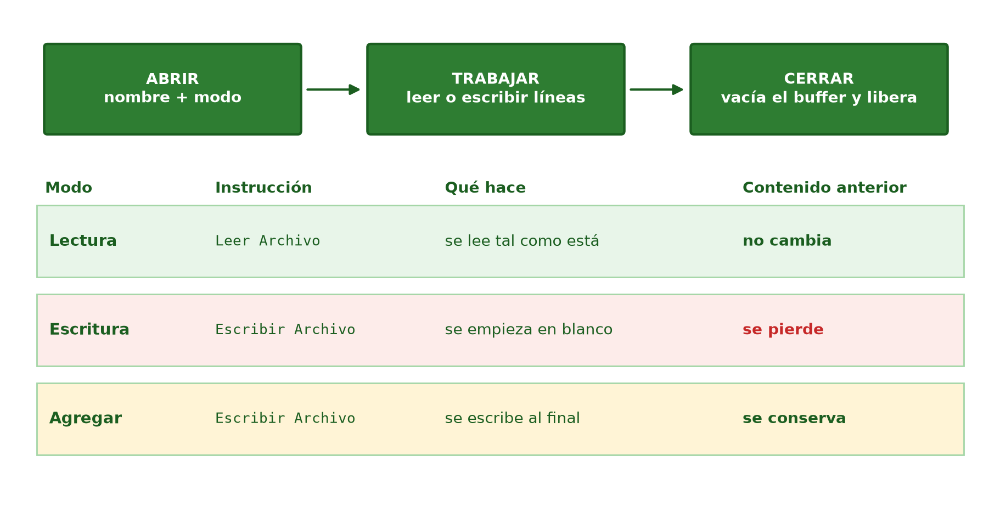 ABRIR
nombre + modo
TRABAJAR
leer o escribir líneas
CERRAR
vacía el buffer y libera
Modo Instrucción Qué hace Contenido anterior
Lectura Leer Archivo se lee tal como está no cambia
Escritura Escribir Archivo se empieza en blanco se pierde
Agregar Escribir Archivo se escribe al final se conserva